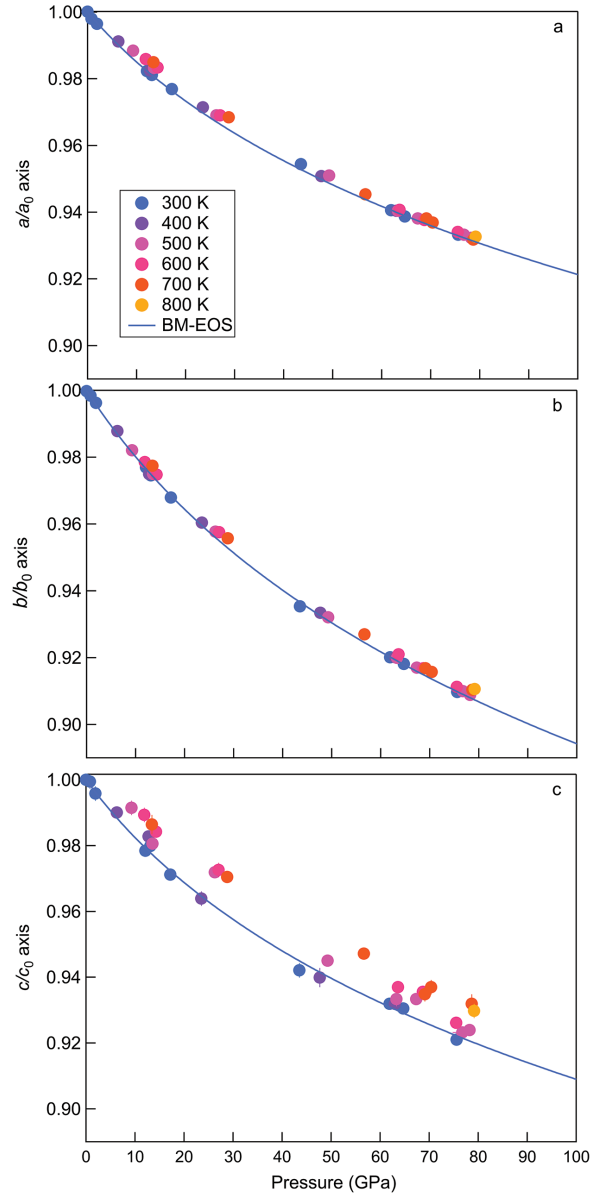 a
1.00
0.98
0.96
0.94
0.92
0.90
a/a0 axis
300 K
400 K
500 K
600 K
700 K
800 K
BM-EOS
b
1.00
0.98
0.96
0.94
0.92
0.90
b/b0 axis
c
1.00
0.98
0.96
0.94
0.92
0.90
c/c0 axis
0 10 20 30 40 50 60 70 80 90 100
Pressure (GPa)